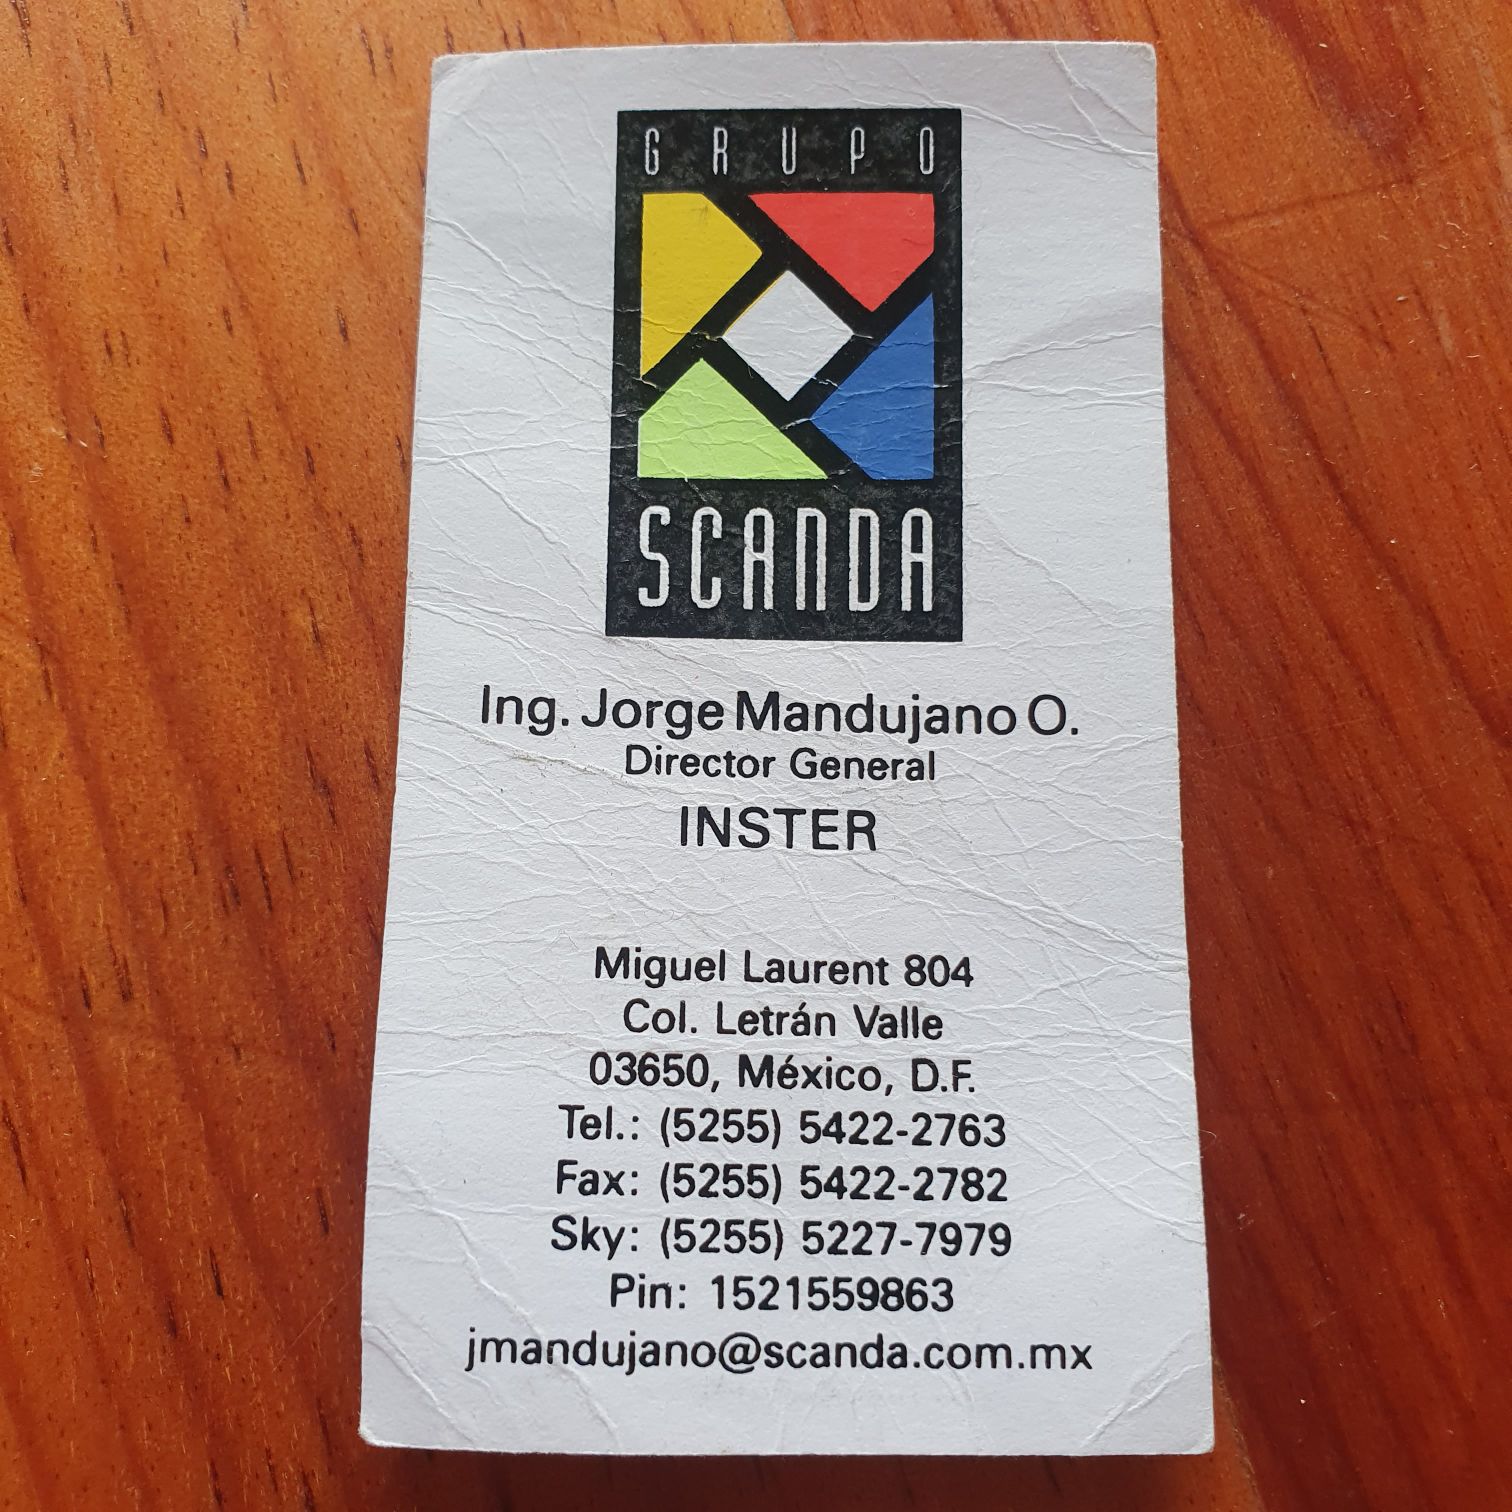 GRUPO
SCANDA
Ing. Jorge Mandujano O.
Director General
INSTER
Miguel Laurent 804
Col. Letrán Valle
03650, México, D.F.
Tel.: (5255) 5422-2763
Fax: (5255) 5422-2782
Sky: (5255) 5227-7979
Pin: 1521559863
jmandujano@scanda.com.mx